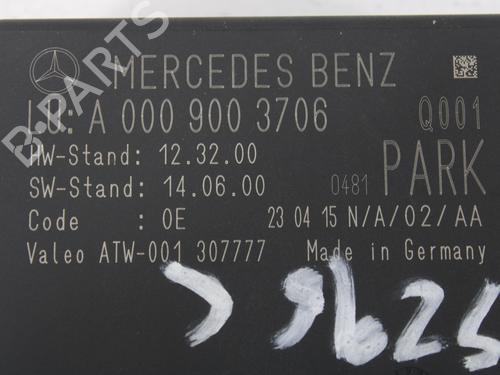 MERCEDES BENZ
A 000 900 3706 Q001
HW-Stand: 12.32.00
SW-Stand: 14.06.00 0481 PARK
Code : 0E 23 04 15 N/A/02/AA
Valeo ATW-001 307777 Made in Germany
B-PARTS